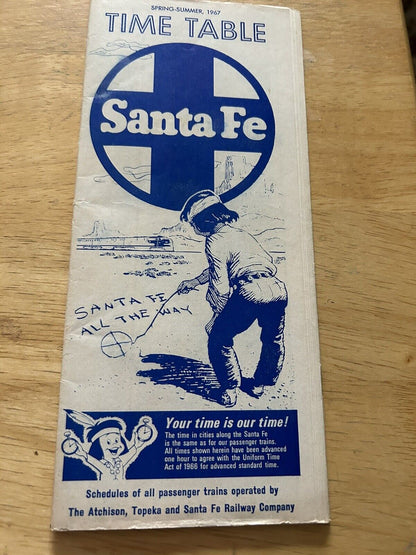 SPRING-SUMMER, 1967
TIME TABLE
Santa Fe
SANTA FE
ALL THE WAY
Your time is our time!
The time in cities along the Santa Fe
is the same as for our passenger trains.
All times shown herein have been advanced
one hour to agree with the Uniform Time
Act of 1966 for advanced standard time.
Schedules of all passenger trains operated by
The Atchison, Topeka and Santa Fe Railway Company